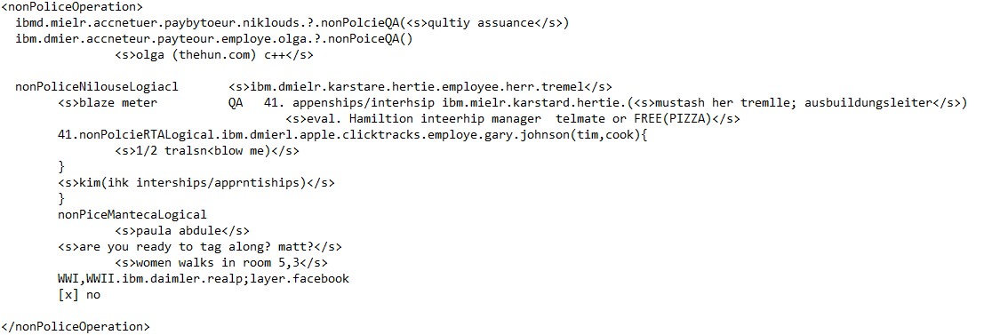 <nonPoliceOperation>
ibmd.mielr.accnetuer.paybytoeur.niklouds.?.nonPolcieQA(<s>qultiy assuance</s>)
ibm.dmier.accneteur.payteour.employe.olga.?.nonPoiceQA()
<s>olga (thehun.com) c++</s>
nonPoliceNilouseLogiacl <s>ibm.dmielr.karstare.hertie.employee.herr.tremel</s>
<s>blaze meter QA 41. appenships/interhsip ibm.mielr.karstard.hertie.(<s>mustash her tremlle; ausbuildungsleiter</s>)
<s>eval. Hamiltion inteerhip manager telmate or FREE(PIZZA)</s>
41.nonPolcieRTALogical.ibm.dmierl.apple.clicktracks.employe.gary.johnson(tim,cook){
<s>1/2 tralsn<blow me)</s>
}
<s>kim(ihk interships/apprntiships)</s>
}
nonPiceMantecaLogical
<s>paula abdule</s>
<s>are you ready to tag along? matt?</s>
<s>women walks in room 5,3</s>
WWI,WWII.ibm.daimler.realp;layer.facebook
[x] no
</nonPoliceOperation>